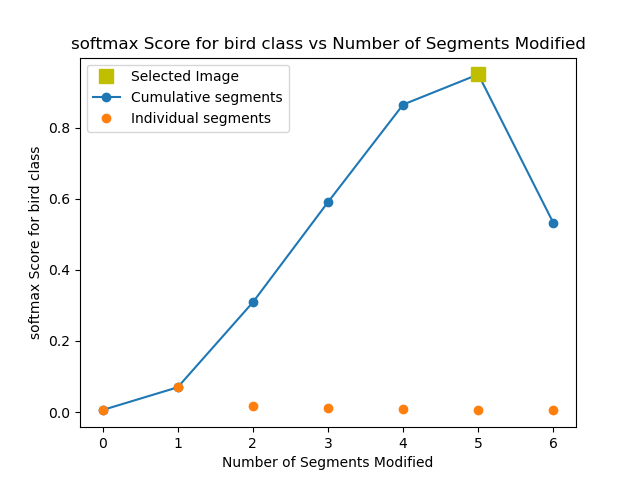 softmax Score for bird class vs Number of Segments Modified
Selected Image
Cumulative segments
Individual segments
softmax Score for bird class
0.8
0.6
0.4
0.2
0.0
0 1 2 3 4 5 6
Number of Segments Modified